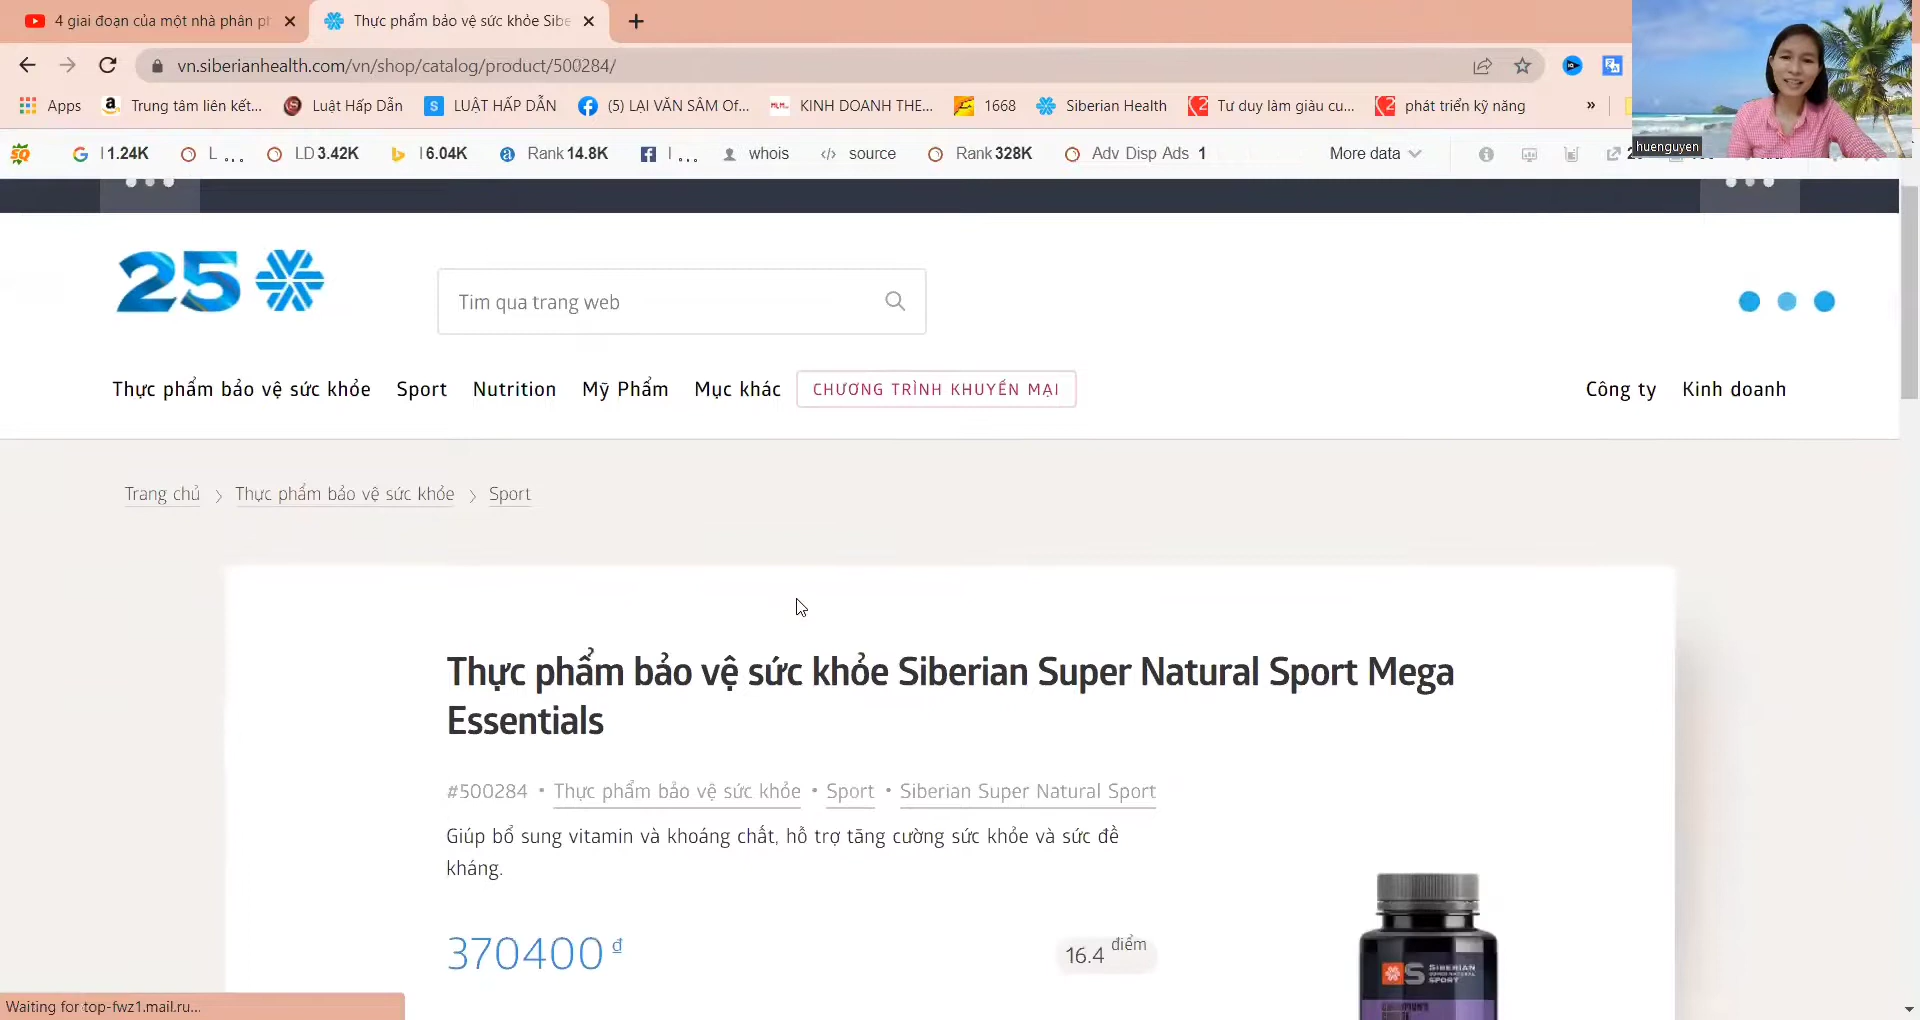 4 giai đoạn của một nhà phân ph
Thực phẩm bảo vệ sức khỏe Sibe
vn.siberianhealth.com/vn/shop/catalog/product/500284/
Apps
Trung tâm liên kết...
Luật Hấp Dẫn
LUẬT HẤP DẪN
(5) LẠI VĂN SÂM Of...
KINH DOANH THE...
1668
Siberian Health
Tư duy làm giàu cu...
phát triển kỹ năng
»
huenguyen
I 1.24K
L ...
LD 3.42K
I 6.04K
Rank 14.8K
I ...
whois
source
Rank 328K
Adv Disp Ads 1
More data
25
Tìm qua trang web
Thực phẩm bảo vệ sức khỏe
Sport
Nutrition
Mỹ Phẩm
Mục khác
CHƯƠNG TRÌNH KHUYẾN MẠI
Công ty
Kinh doanh
Trang chủ > Thực phẩm bảo vệ sức khỏe > Sport
Thực phẩm bảo vệ sức khỏe Siberian Super Natural Sport Mega
Essentials
#500284 • Thực phẩm bảo vệ sức khỏe • Sport • Siberian Super Natural Sport
Giúp bổ sung vitamin và khoáng chất, hỗ trợ tăng cường sức khỏe và sức đề
kháng.
370400 ₫
16.4 điểm
SIBERIAN
SUPER NATURAL
SPORT
Waiting for top-fwz1.mail.ru...